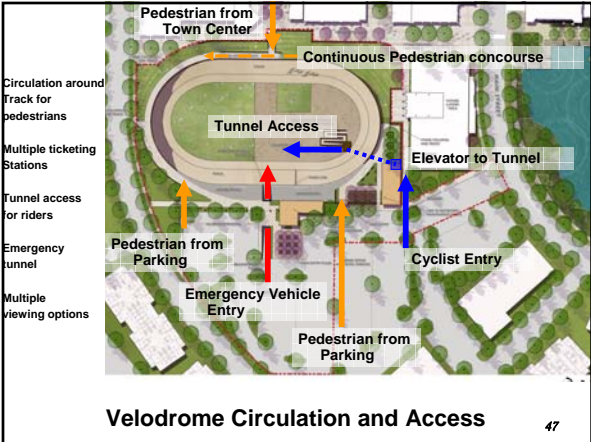 Pedestrian from
Town Center
Continuous Pedestrian concourse
Circulation around
Track for
pedestrians
Multiple ticketing
Stations
Tunnel access
for riders
Emergency
tunnel
Multiple
viewing options
Tunnel Access
Elevator to Tunnel
Pedestrian from
Parking
Emergency Vehicle
Entry
Cyclist Entry
Pedestrian from
Parking
Velodrome Circulation and Access
47